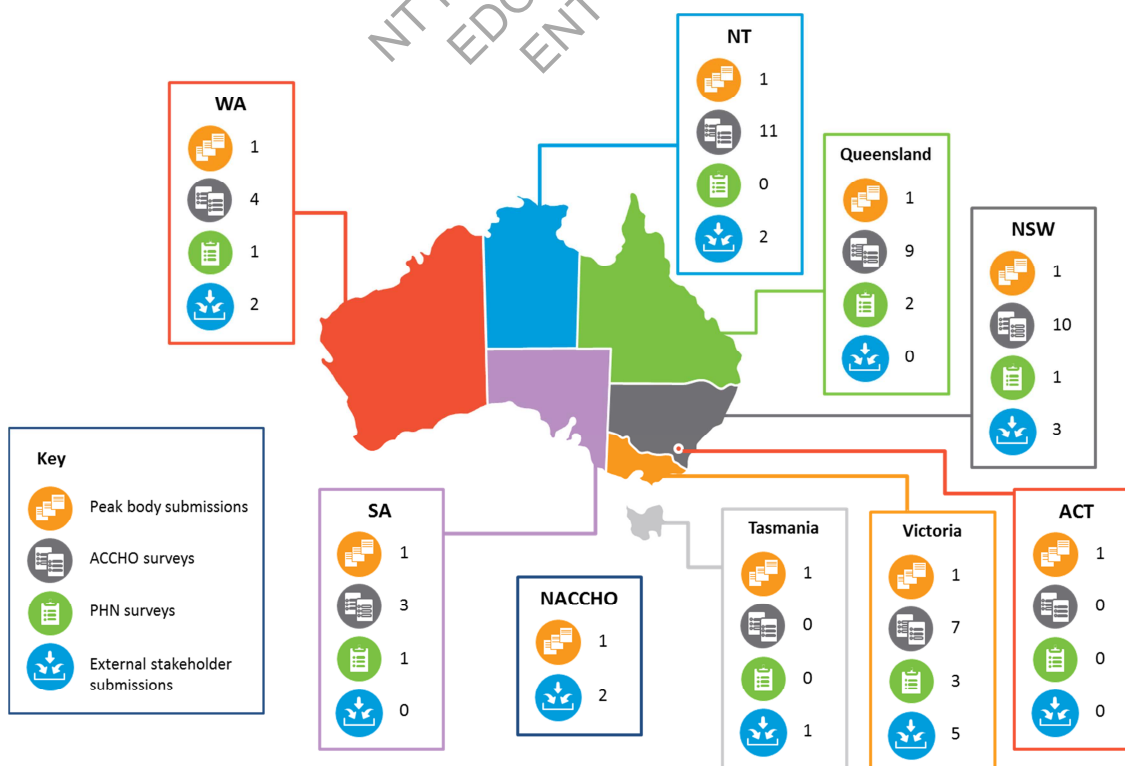 NT
1
11
0
2
WA
1
4
1
2
Queensland
1
9
2
0
NSW
1
10
1
3
Key
Peak body submissions
ACCHO surveys
PHN surveys
External stakeholder
submissions
SA
1
3
1
0
NACCHO
1
2
Tasmania
1
0
0
1
Victoria
1
7
3
5
ACT
1
0
0
0